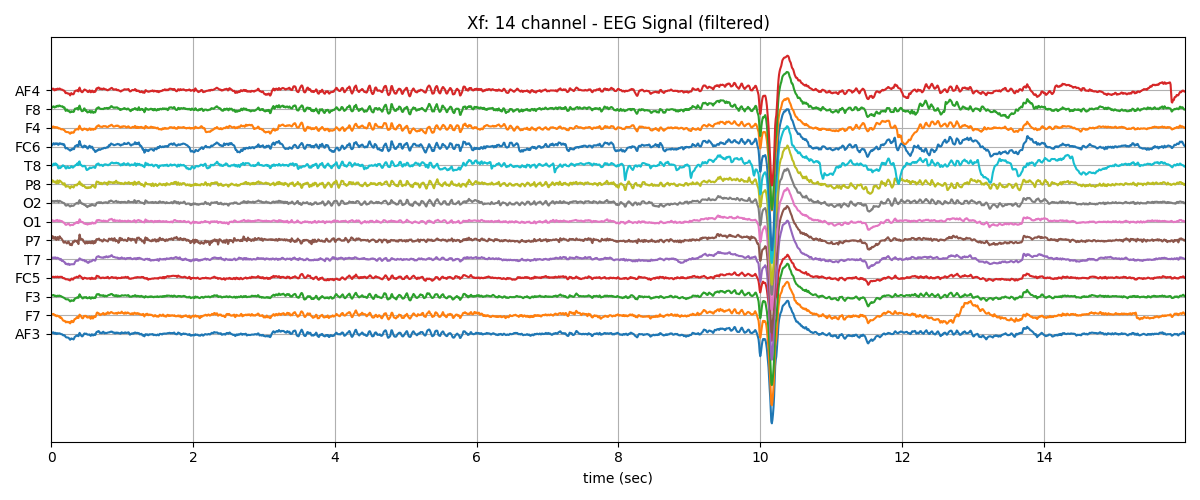 Xf: 14 channel - EEG Signal (filtered)
AF4
F8
F4
FC6
T8
P8
O2
O1
P7
T7
FC5
F3
F7
AF3
0 2 4 6 8 10 12 14
time (sec)